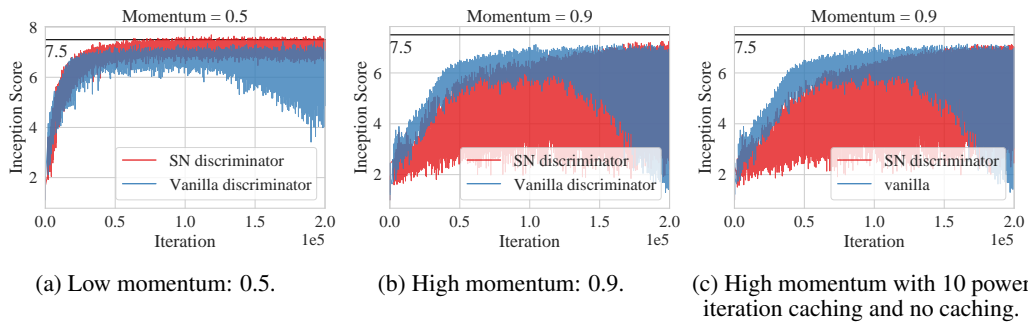 Momentum = 0.5
8
7.5
6
4
2
Inception Score
SN discriminator
Vanilla discriminator
0.0 0.5 1.0 1.5 2.0
1e5
Iteration
(a) Low momentum: 0.5.
Momentum = 0.9
7.5
6
4
2
Inception Score
SN discriminator
Vanilla discriminator
0.0 0.5 1.0 1.5 2.0
1e5
Iteration
(b) High momentum: 0.9.
Momentum = 0.9
7.5
6
4
2
Inception Score
SN discriminator
vanilla
0.0 0.5 1.0 1.5 2.0
1e5
Iteration
(c) High momentum with 10 power
iteration caching and no caching.